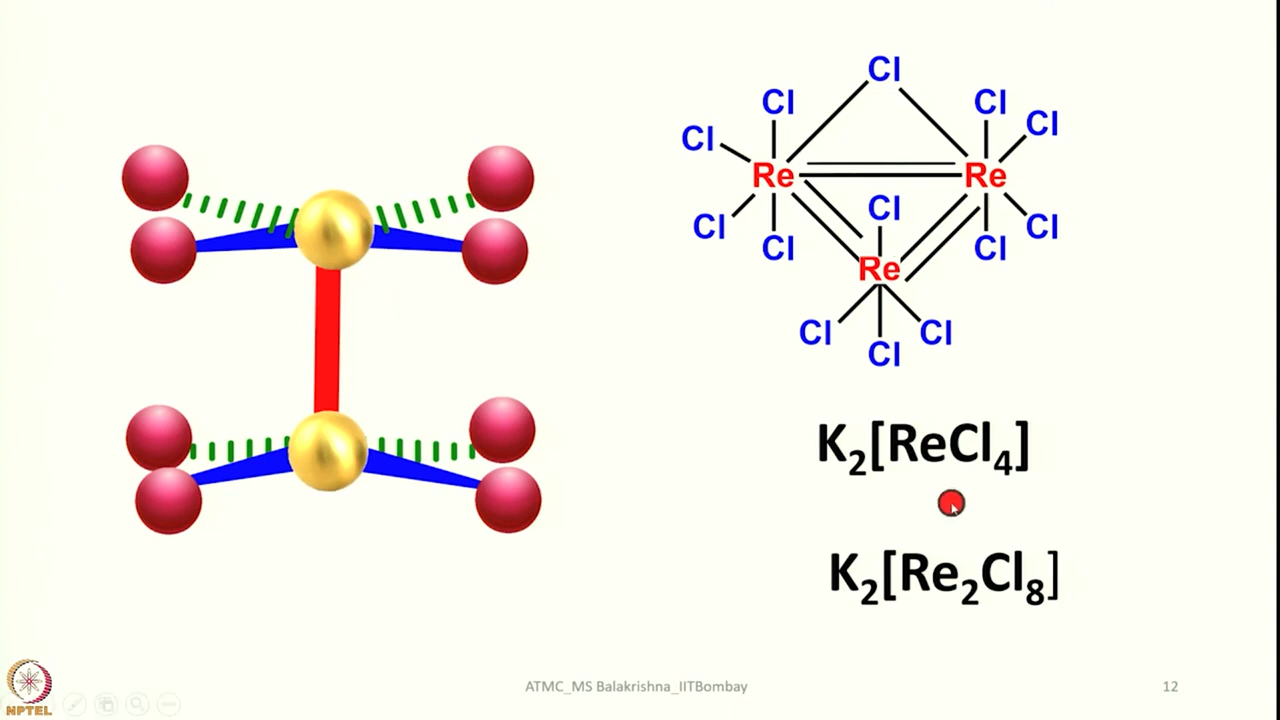 Cl
Cl Cl
Cl Cl
Re Re
Cl
Cl Cl
Cl Cl
Re
Cl Cl
Cl
K₂[ReCl₄]
K₂[Re₂Cl₈]
NPTEL
ATMC_MS Balakrishna_IITBombay
12